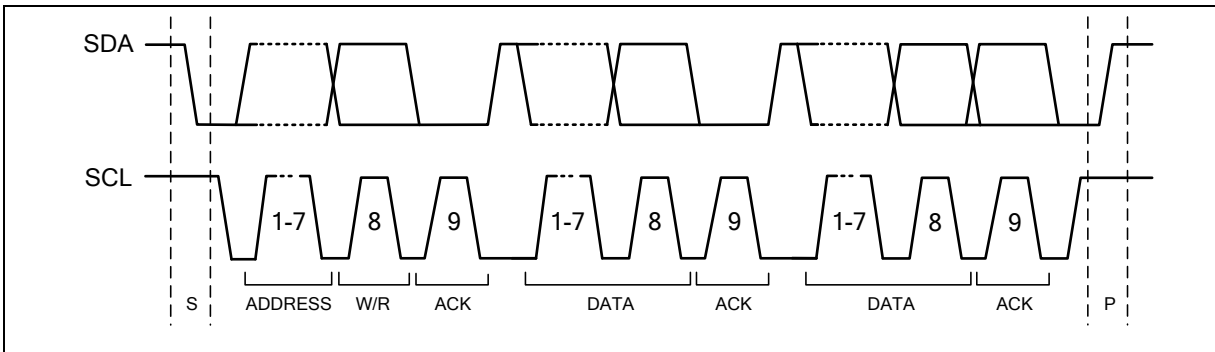 SDA
SCL
1-7 8 9 1-7 8 9 1-7 8 9
S ADDRESS W/R ACK DATA ACK DATA ACK P